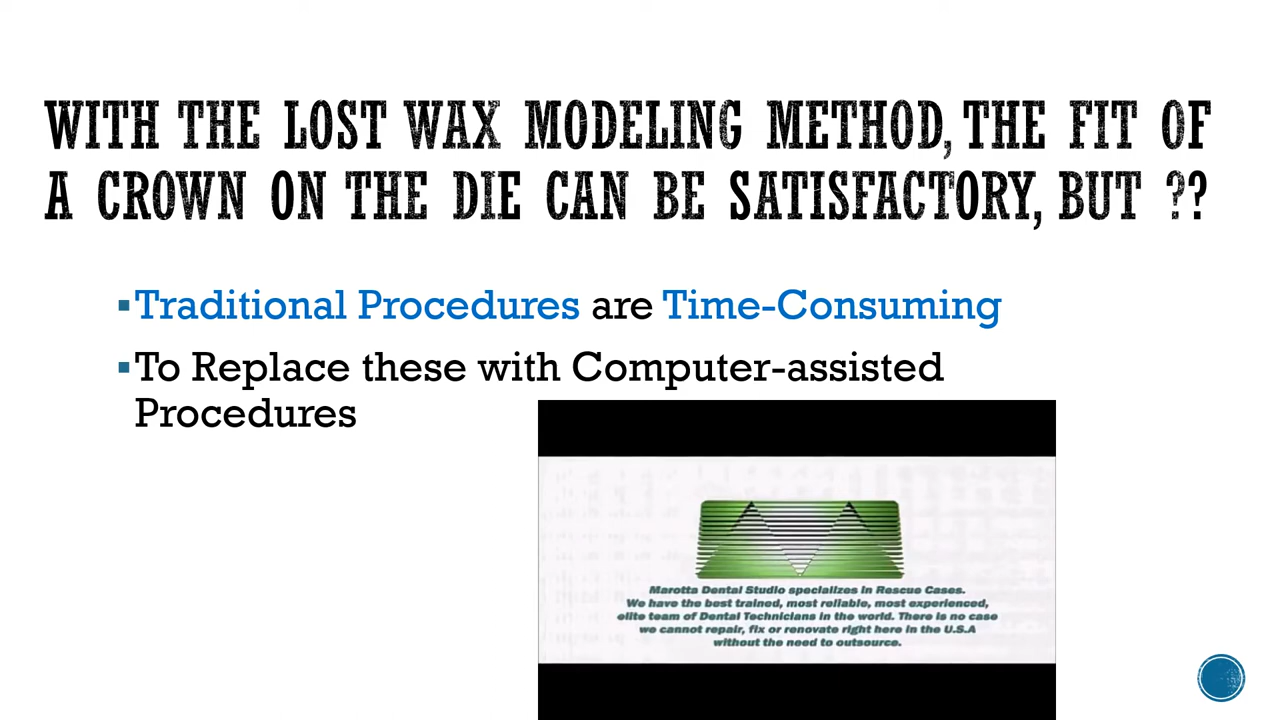 WITH THE LOST WAX MODELING METHOD, THE FIT OF
A CROWN ON THE DIE CAN BE SATISFACTORY, BUT ??
▪Traditional Procedures are Time-Consuming
▪To Replace these with Computer-assisted
Procedures
Marotta Dental Studio specializes in Rescue Cases.
We have the best trained, most reliable, most experienced,
elite team of Dental Technicians in the world. There is no case
we cannot repair, fix or renovate right here in the U.S.A
without the need to outsource.